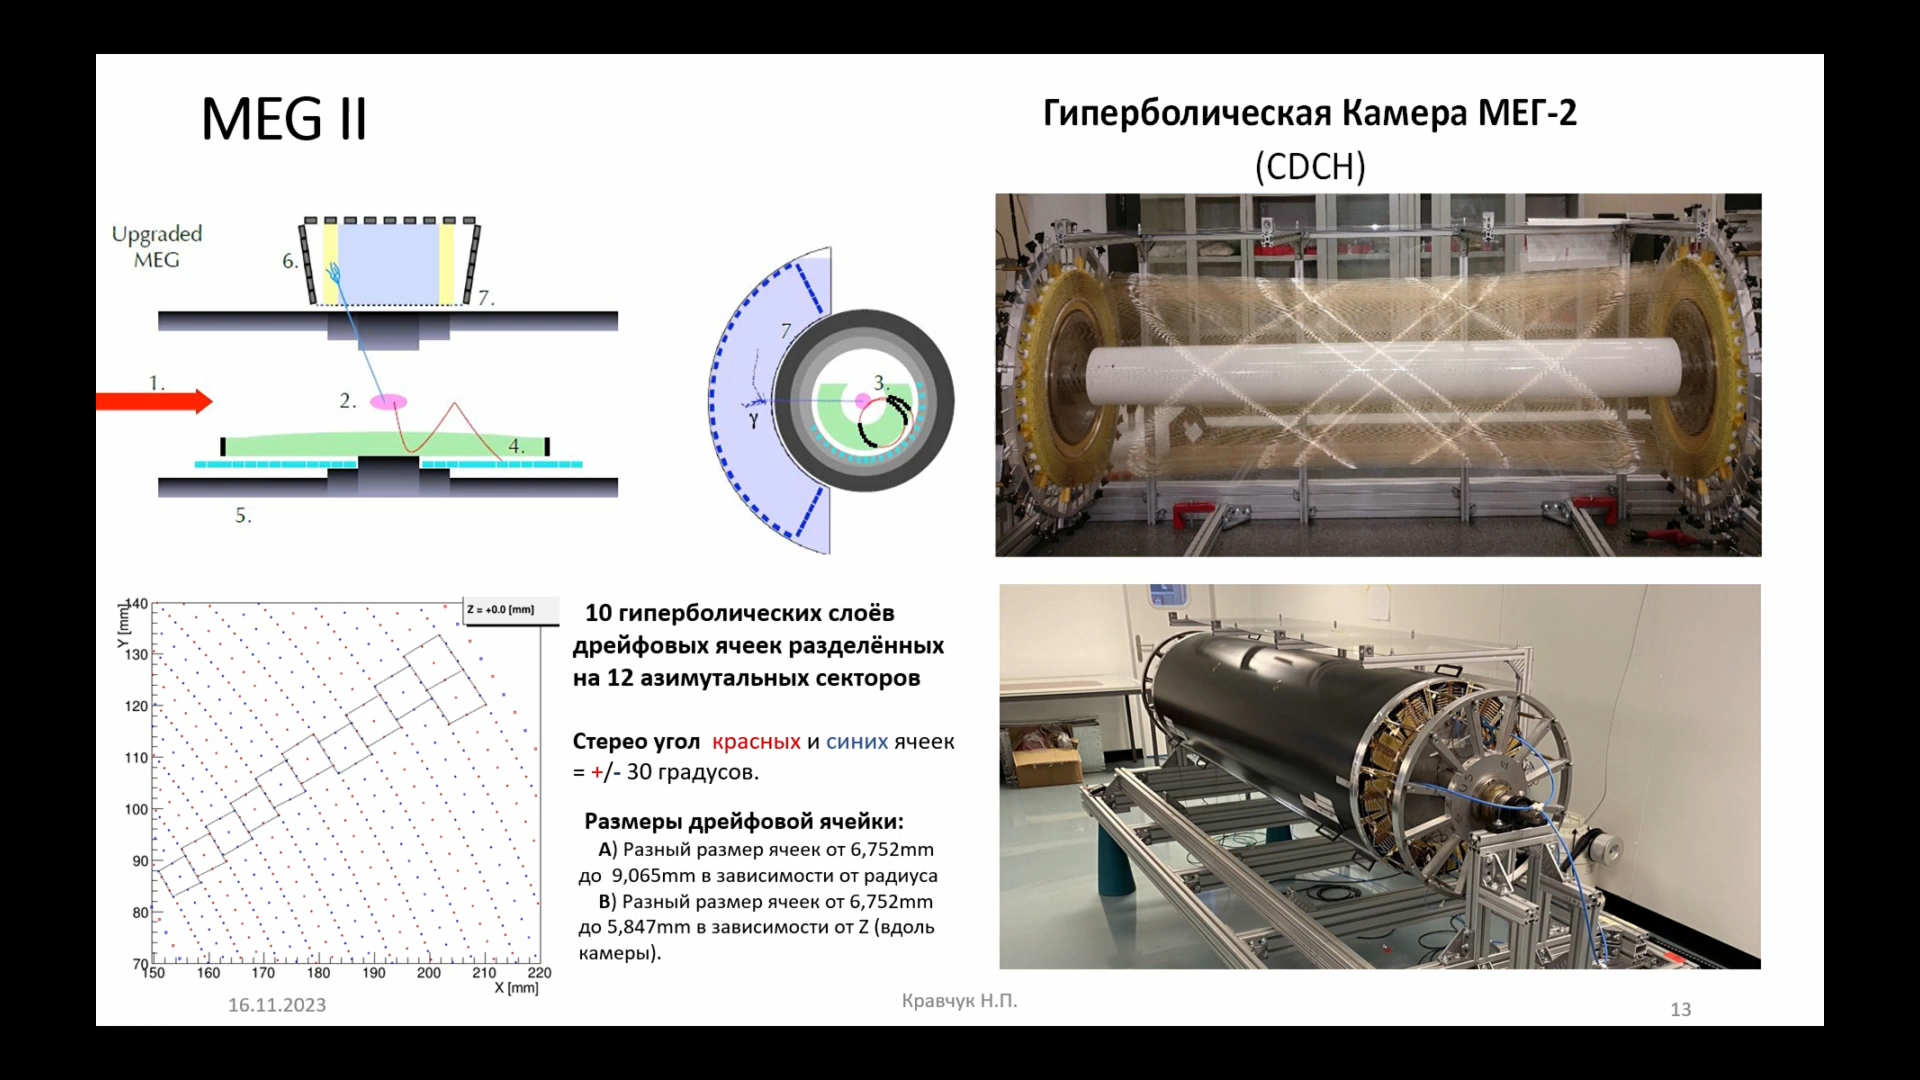 MEG II
Гиперболическая Камера МЕГ-2
(CDCH)
Upgraded
MEG
1.
2.
3.
4.
5.
6.
7.
7
γ
Z = +0.0 [mm]
Y [mm]
140
130
120
110
100
90
80
70
150 160 170 180 190 200 210 220
X [mm]
10 гиперболических слоёв
дрейфовых ячеек разделённых
на 12 азимутальных секторов
Стерео угол красных и синих ячеек
= +/- 30 градусов.
Размеры дрейфовой ячейки:
A) Разный размер ячеек от 6,752mm
до 9,065mm в зависимости от радиуса
B) Разный размер ячеек от 6,752mm
до 5,847mm в зависимости от Z (вдоль
камеры).
16.11.2023
Кравчук Н.П.
13